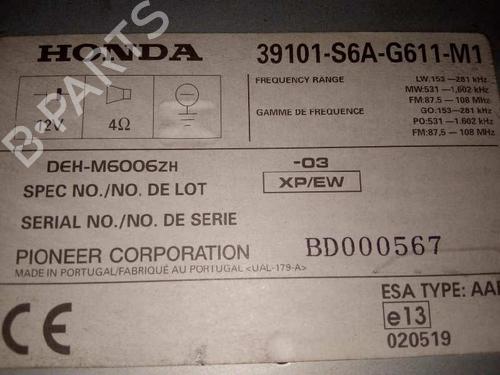 HONDA 39101-S6A-G611-M1
FREQUENCY RANGE LW.153-281 kHz
MW:531-1,602 kHz
FM:87.5-108 MHz
GAMME DE FREQUENCE GO.153-281 kHz
PO:531-1.602 kHz
FM:87,5-108 MHz
12V 4Ω
DEH-M6006ZH -03
SPEC NO./NO. DE LOT XP/EW
SERIAL NO./NO. DE SERIE
PIONEER CORPORATION BD000567
MADE IN PORTUGAL/FABRIQUÉ AU PORTUGAL <UAL-179-A>
CE ESA TYPE:
e13
020519
B PARTS